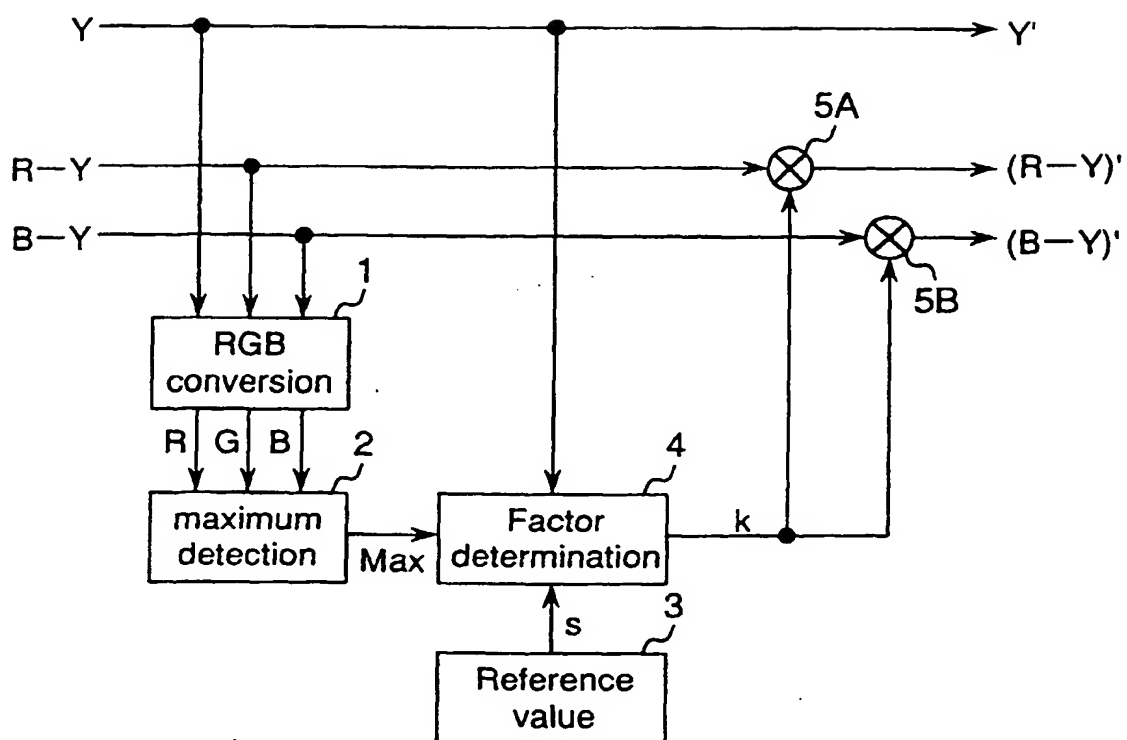 Y
Y'
5A
R—Y
(R—Y)'
B—Y
(B—Y)'
5B
1
RGB
conversion
R G B
2
4
maximum
detection
Max
Factor
determination
k
s
3
Reference
value